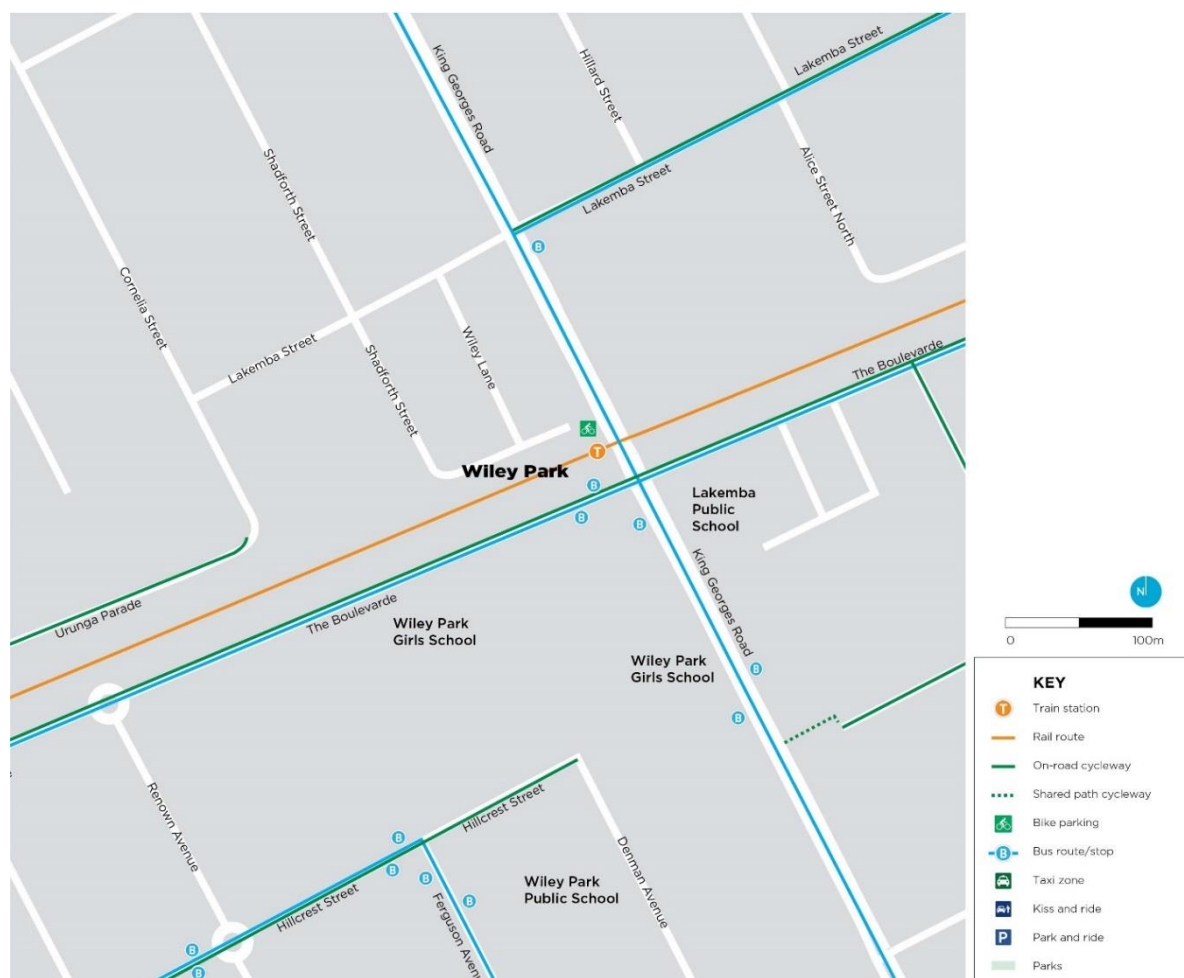 King Georges Road
Hillard Street
Lakemba Street
Shadforth Street
Lakemba Street
Alice Street North
Cornelia Street
Wiley Lane
Lakemba Street
Shadforth Street
The Boulevarde
T
Wiley Park
B
B
B
B
Lakemba
Public
School
King Georges Road
Urunga Parade
The Boulevarde
Wiley Park
Girls School
Wiley Park
Girls School
B
B
Renown Avenue
Hillcrest Street
Denman Avenue
B
B
B
B
Wiley Park
Public School
Hillcrest Street
Ferguson Aven
B
B
N
0 100m
KEY
T Train station
Rail route
On-road cycleway
Shared path cycleway
Bike parking
B Bus route/stop
Taxi zone
Kiss and ride
P Park and ride
Parks